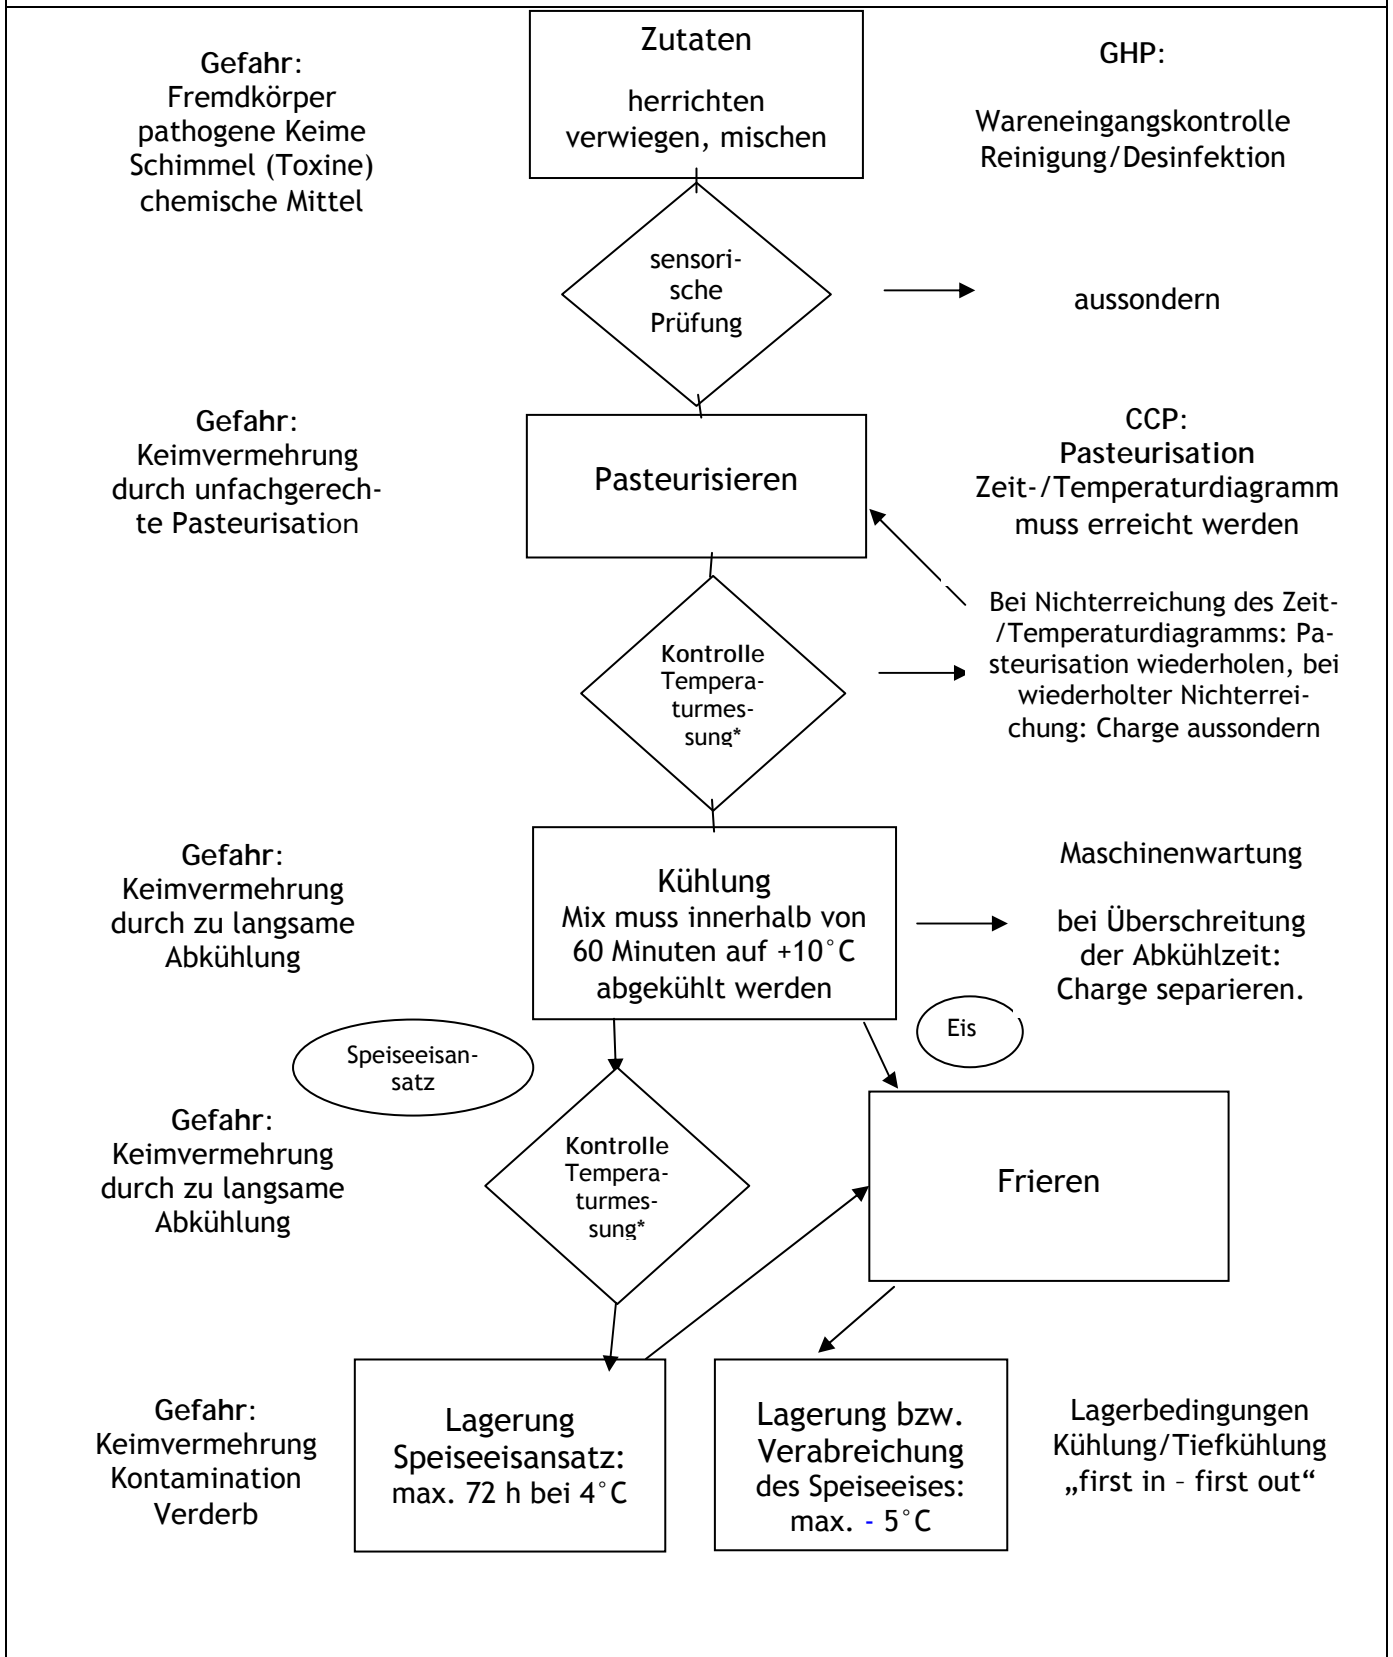 Zutaten
herrichten
verwiegen, mischen
Gefahr:
Fremdkörper
pathogene Keime
Schimmel (Toxine)
chemische Mittel
GHP:
Wareneingangskontrolle
Reinigung/Desinfektion
sensori-
sche
Prüfung
aussondern
Gefahr:
Keimvermehrung
durch unfachgerech-
te Pasteurisation
Pasteurisieren
CCP:
Pasteurisation
Zeit-/Temperaturdiagramm
muss erreicht werden
Kontrolle
Tempera-
turmes-
sung*
Bei Nichterreichung des Zeit-
/Temperaturdiagramms: Pa-
steurisation wiederholen, bei
wiederholter Nichterrei-
chung: Charge aussondern
Gefahr:
Keimvermehrung
durch zu langsame
Abkühlung
Kühlung
Mix muss innerhalb von
60 Minuten auf +10°C
abgekühlt werden
Maschinenwartung
bei Überschreitung
der Abkühlzeit:
Charge separieren.
Speiseeisan-
satz
Eis
Gefahr:
Keimvermehrung
durch zu langsame
Abkühlung
Kontrolle
Tempera-
turmes-
sung*
Frieren
Gefahr:
Keimvermehrung
Kontamination
Verderb
Lagerung
Speiseeisansatz:
max. 72 h bei 4°C
Lagerung bzw.
Verabreichung
des Speiseeises:
max. - 5°C
Lagerbedingungen
Kühlung/Tiefkühlung
„first in – first out“